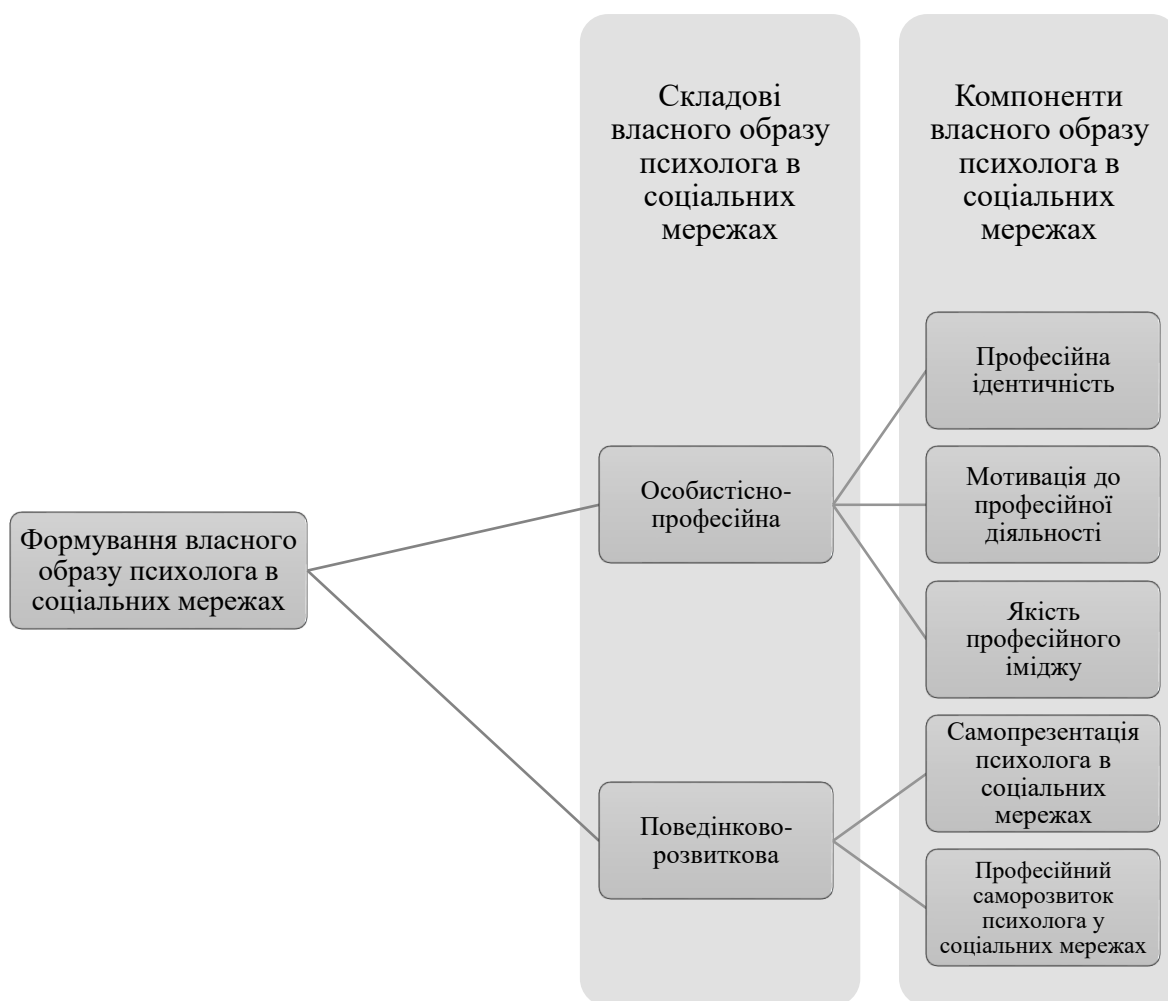 Складові
власного образу
психолога в
соціальних
мережах
Компоненти
власного образу
психолога в
соціальних
мережах
Формування власного
образу психолога в
соціальних мережах
Особистісно-
професійна
Поведінково-
розвиткова
Професійна
ідентичність
Мотивація до
професійної
діяльності
Якість
професійного
іміджу
Самопрезентація
психолога в
соціальних
мережах
Професійний
саморозвиток
психолога у
соціальних мережах